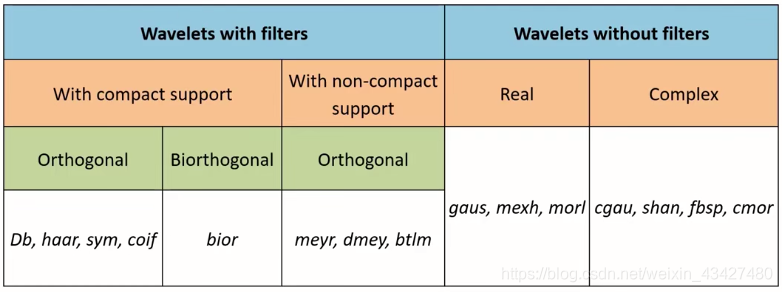 Wavelets with filters
Wavelets without filters
With compact support
With non-compact
support
Real
Complex
Orthogonal
Biorthogonal
Orthogonal
Db, haar, sym, coif
bior
meyr, dmey, btlm
gaus, mexh, morl
cgau, shan, fbsp, cmor
https://blog.csdn.net/weixin_43427480